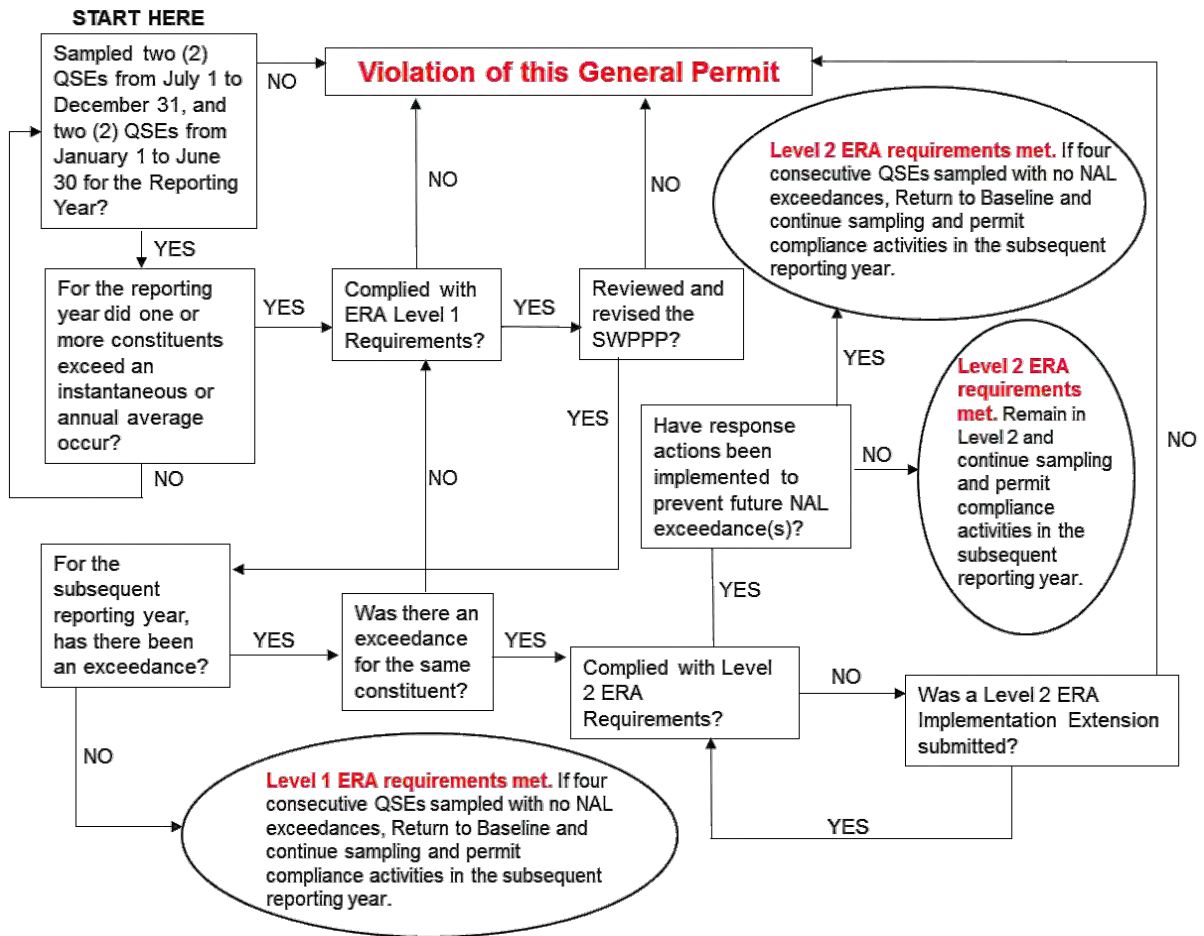 START HERE
Sampled two (2)
QSEs from July 1 to
December 31, and
two (2) QSEs from
January 1 to June
30 for the Reporting
Year?
NO
Violation of this General Permit
YES
NO
NO
Level 2 ERA requirements met. If four
consecutive QSEs sampled with no NAL
exceedances, Return to Baseline and
continue sampling and permit
compliance activities in the subsequent
reporting year.
For the reporting
year did one or
more constituents
exceed an
instantaneous or
annual average
occur?
YES
Complied with
ERA Level 1
Requirements?
YES
Reviewed and
revised the
SWPPP?
YES
Level 2 ERA
requirements
met. Remain in
Level 2 and
continue sampling
and permit
compliance
activities in the
subsequent
reporting year.
NO
YES
Have response
actions been
implemented to
prevent future NAL
exceedance(s)?
NO
NO
NO
For the
subsequent
reporting year,
has there been
an exceedance?
YES
Was there an
exceedance
for the same
constituent?
YES
YES
Complied with Level
2 ERA
Requirements?
NO
Was a Level 2 ERA
Implementation Extension
submitted?
NO
YES
Level 1 ERA requirements met. If four
consecutive QSEs sampled with no NAL
exceedances, Return to Baseline and
continue sampling and permit
compliance activities in the subsequent
reporting year.